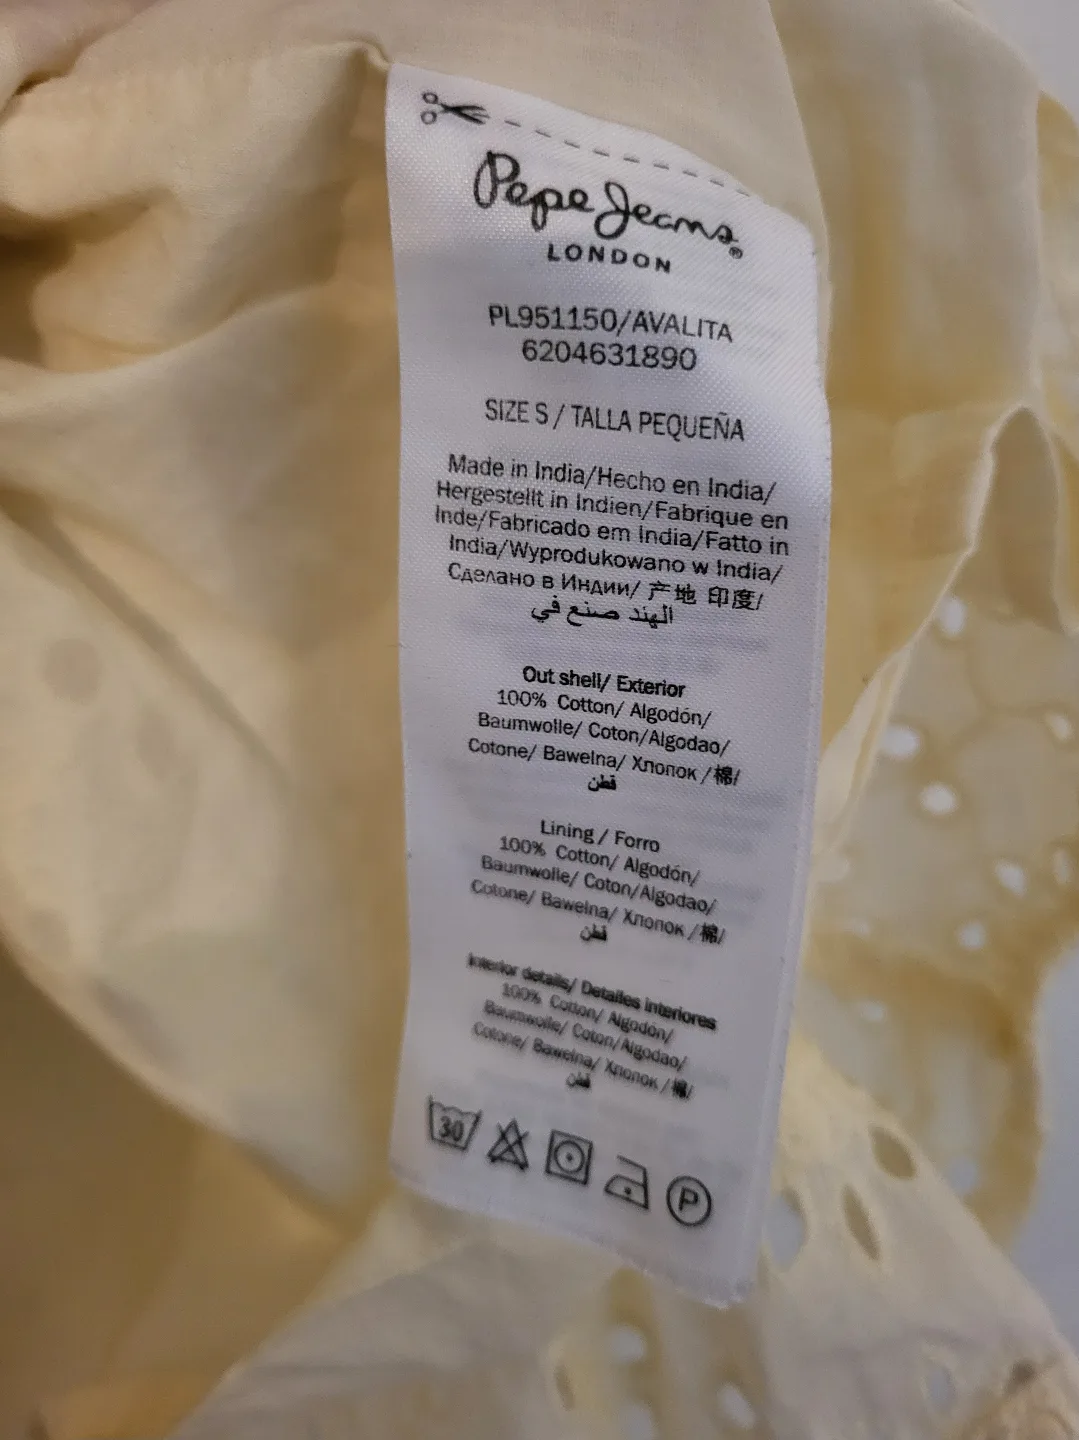 Pepe Jeans®
LONDON
PL951150/AVALITA
6204631890
SIZE S / TALLA PEQUEÑA
Made in India/Hecho en India/
Hergestellt in Indien/Fabrique en
Inde/Fabricado em India/Fatto in
India/Wyprodukowano w India/
Сделано в Индии/ 产地 印度/
الهند صنع في
Out shell/ Exterior
100% Cotton/ Algodón/
Baumwolle/ Coton/Algodao/
Cotone/ Bawelna/ Хлопок /棉/
قطن
Lining / Forro
100% Cotton/ Algodón/
Baumwolle/ Coton/Algodao/
Cotone/ Bawelna/ Хлопок /棉/
قطن
Interior details/ Detalles interiores
100% Cotton/ Algodón/
Baumwolle/ Coton/Algodao/
Cotone/ Bawelna/ Хлопок /棉/
قطن
30 P